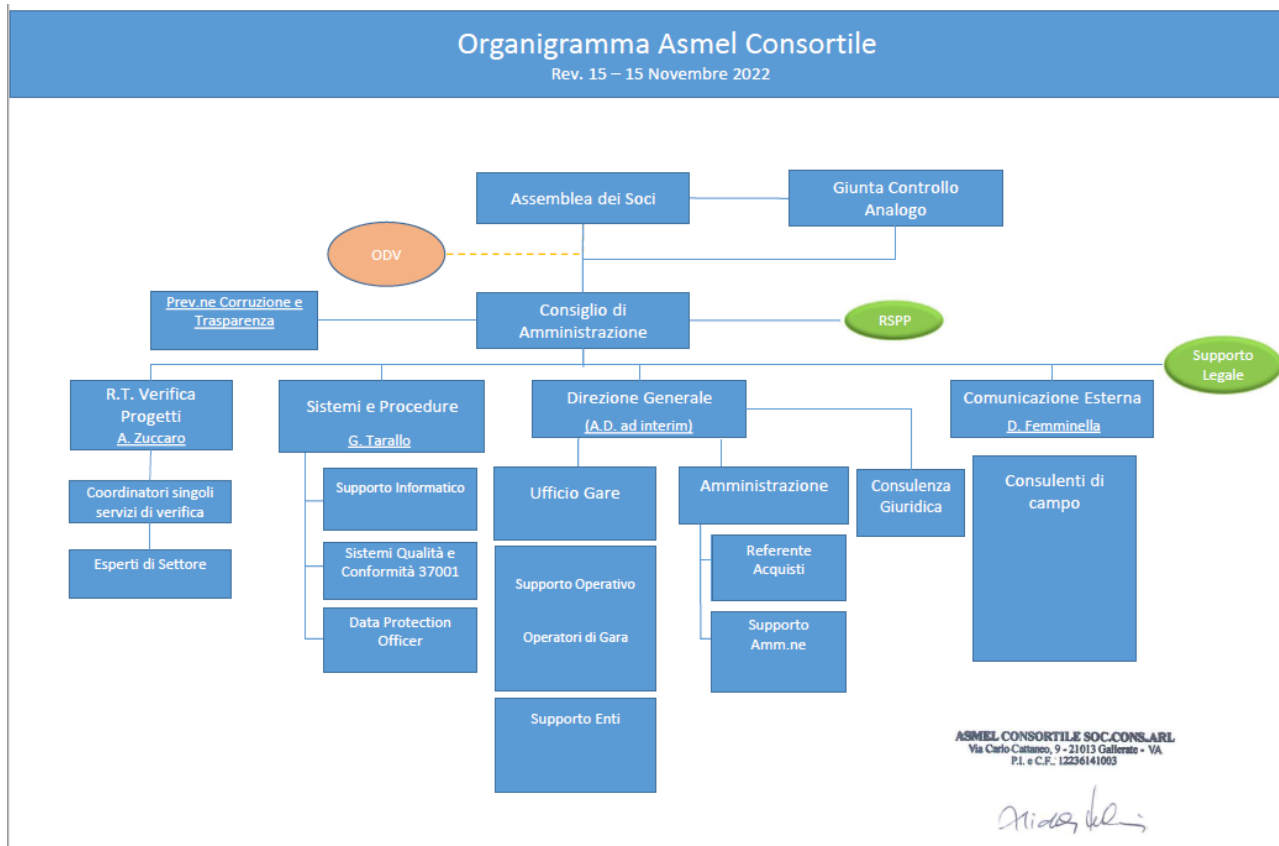 Organigramma Asmel Consortile
Rev. 15 – 15 Novembre 2022
Assemblea dei Soci
Giunta Controllo
Analogo
ODV
Prev.ne Corruzione e
Trasparenza
Consiglio di
Amministrazione
RSPP
Supporto
Legale
R.T. Verifica
Progetti
A. Zuccaro
Sistemi e Procedure
G. Tarallo
Direzione Generale
(A.D. ad interim)
Comunicazione Esterna
D. Femminella
Coordinatori singoli
servizi di verifica
Esperti di Settore
Supporto Informatico
Sistemi Qualità e
Conformità 37001
Data Protection
Officer
Ufficio Gare
Supporto Operativo
Operatori di Gara
Supporto Enti
Amministrazione
Referente
Acquisti
Supporto
Amm.ne
Consulenza
Giuridica
Consulenti di
campo
ASMEL CONSORTILE SOC.CONS.ARL
Via Carlo Cattaneo, 9 - 21013 Gallerate - VA
P.I. e C.F.: 12236141003